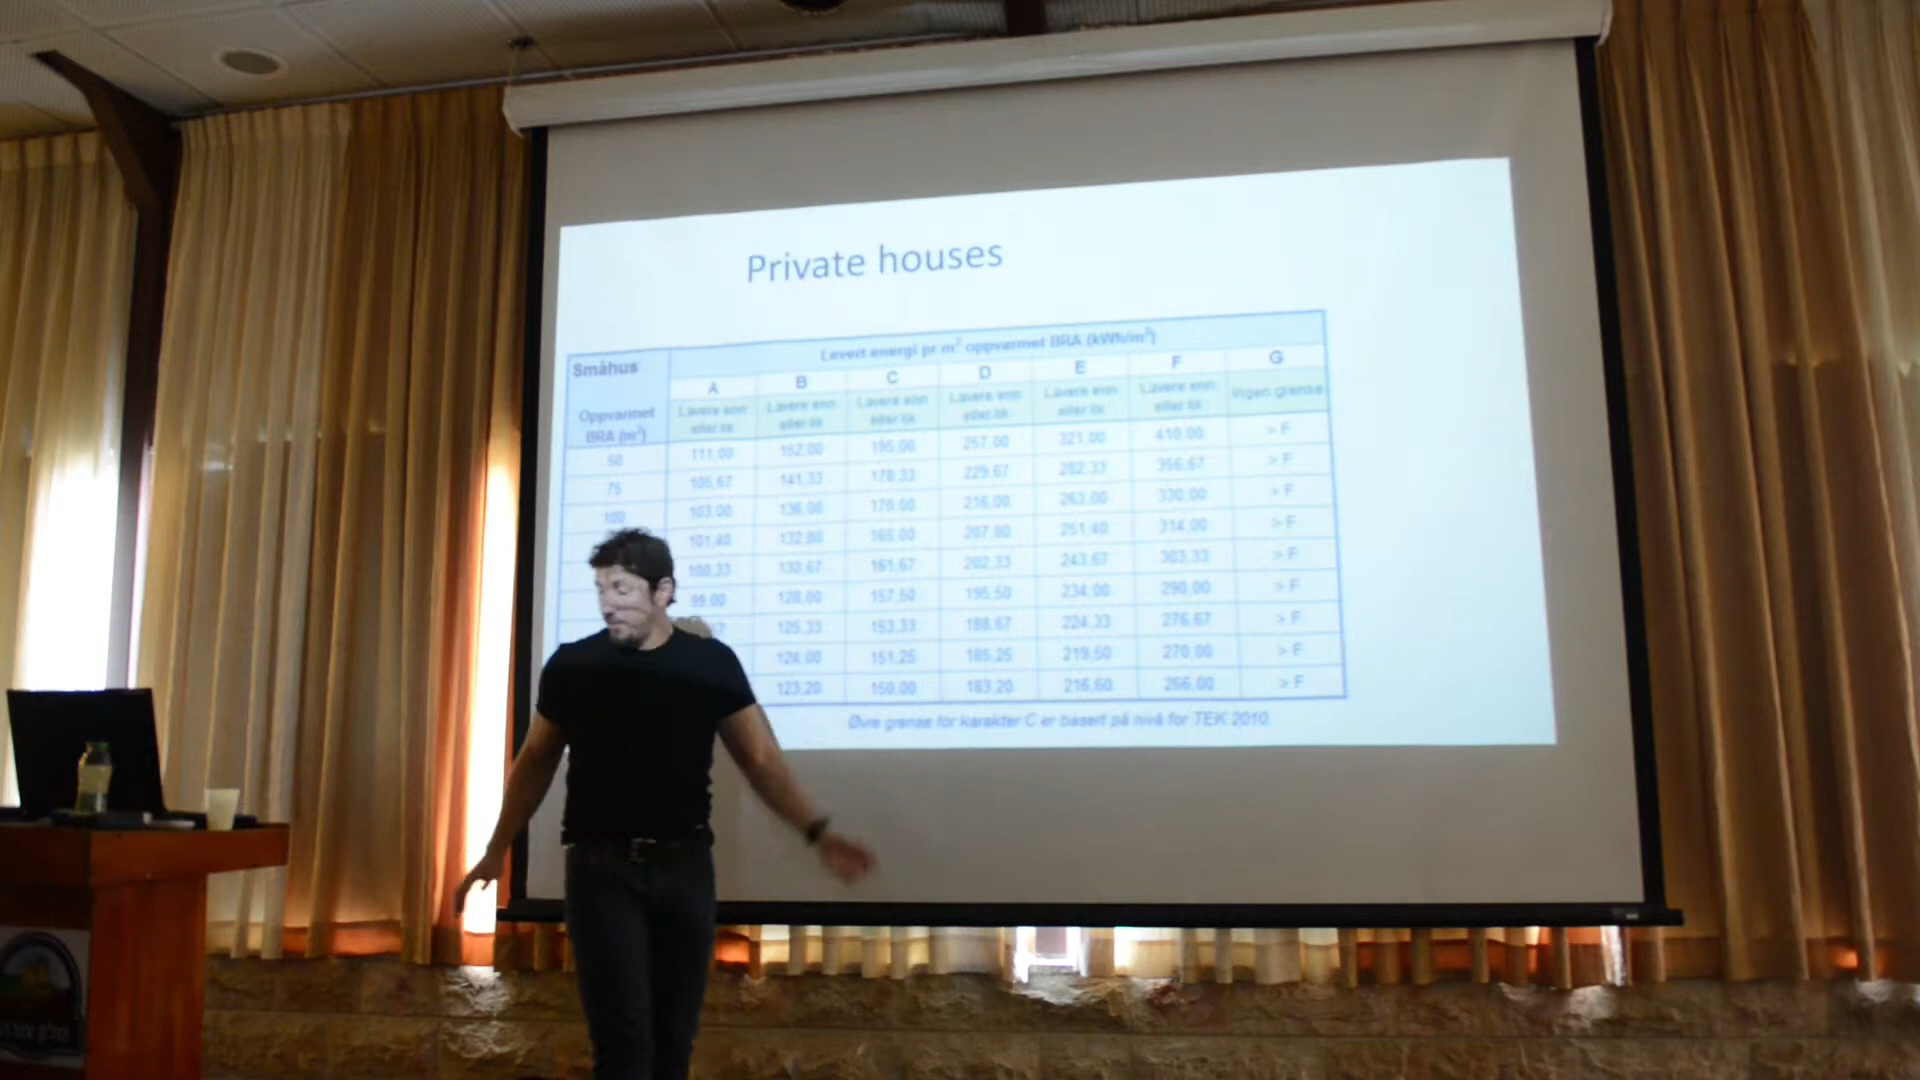 Private houses
Småhus
Levert energi pr m² oppvarmet BRA (kWh/m²)
A B C D E F G
Oppvarmet BRA (m²)
Lavere enn eller lik Lavere enn eller lik Lavere enn eller lik Lavere enn eller lik Lavere enn eller lik Lavere enn eller lik Ingen grense
50 111,00 152,00 195,00 257,00 321,00 410,00 > F
75 105,67 141,33 178,33 229,67 282,33 356,67 > F
100 103,00 136,00 170,00 216,00 263,00 330,00 > F
101,40 132,80 165,00 207,80 251,40 314,00 > F
100,33 130,67 161,67 202,33 243,67 303,33 > F
99,00 128,00 157,50 195,50 234,00 290,00 > F
125,33 153,33 188,67 224,33 276,67 > F
124,00 151,25 185,25 219,50 270,00 > F
123,20 150,00 183,20 216,60 266,00 > F
Øvre grense for karakter C er basert på nivå for TEK 2010